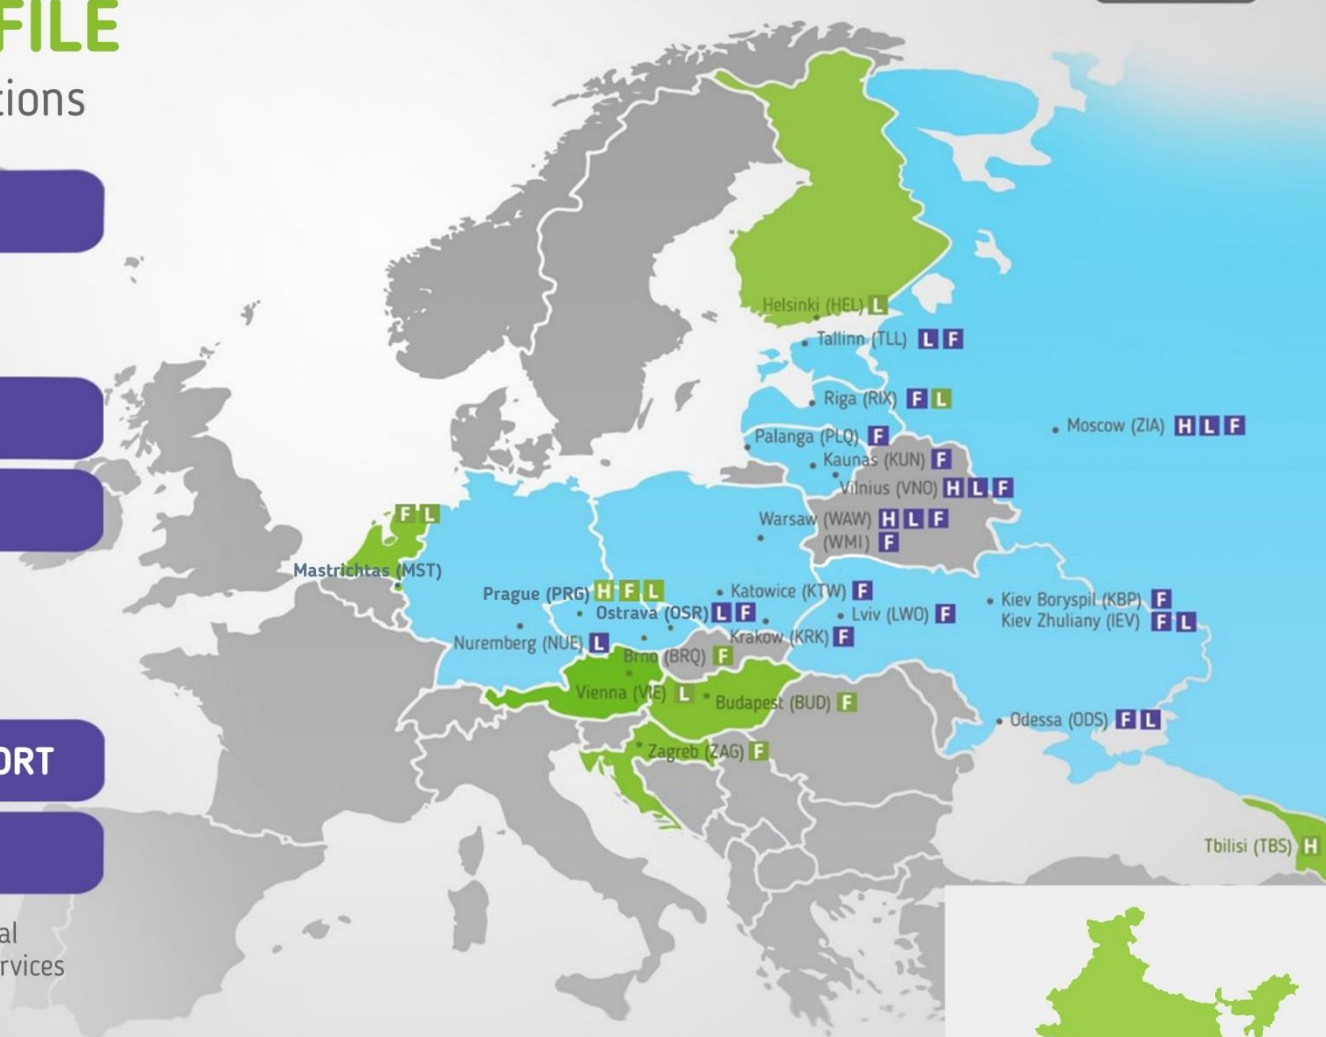 FILE
tions
ORT
al
rvices
Helsinki (HEL) L
Tallinn (TLL) L F
Riga (RIX) F L
Moscow (ZIA) H L F
Palanga (PLQ) F
Kaunas (KUN) F
Vilnius (VNO) H L F
F L
Warsaw (WAW) H L F
(WMI) F
Mastrichtas (MST)
Prague (PRG) H F L
Katowice (KTW) F
Kiev Boryspil (KBP) F
Ostrava (OSR) L F
Lviv (LWO) F
Kiev Zhuliany (IEV) F L
Nuremberg (NUE) L
Krakow (KRK) F
Brno (BRQ) F
Vienna (VIE) L
Budapest (BUD) F
Odessa (ODS) F L
Zagreb (ZAG) F
Tbilisi (TBS) H